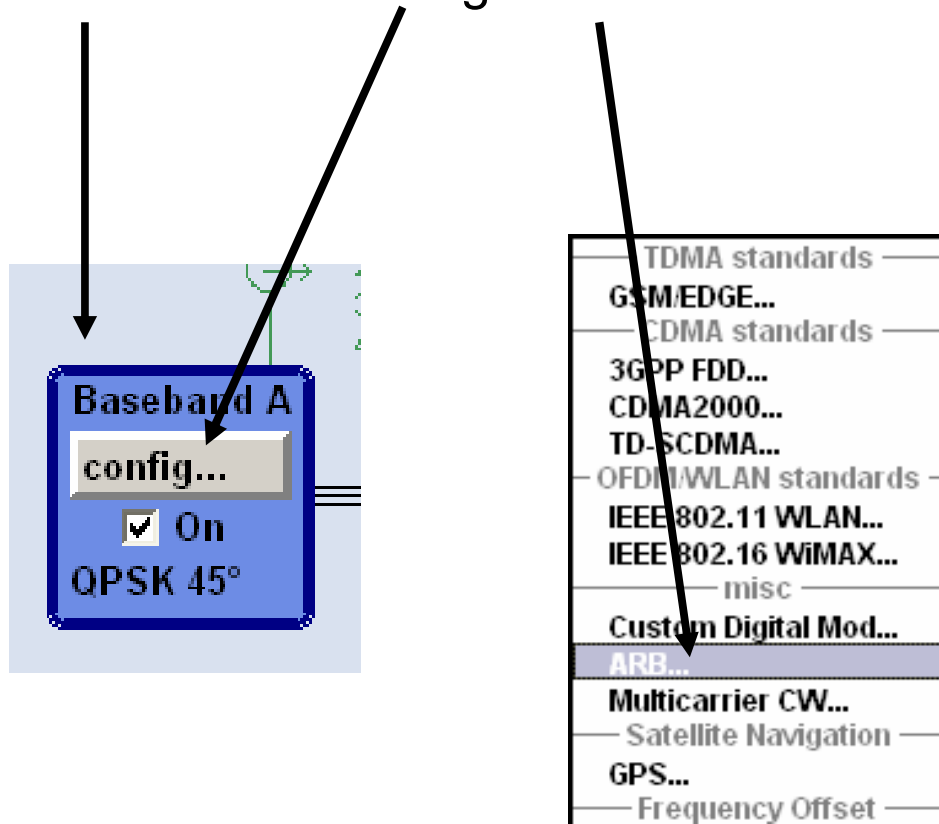 Baseband A
config...
On
QPSK 45°
TDMA standards
GSM/EDGE...
CDMA standards
3GPP FDD...
CDMA2000...
TD-SCDMA...
OFDM/WLAN standards
IEEE 802.11 WLAN...
IEEE 802.16 WiMAX...
misc
Custom Digital Mod...
ARB...
Multicarrier CW...
Satellite Navigation
GPS...
Frequency Offset